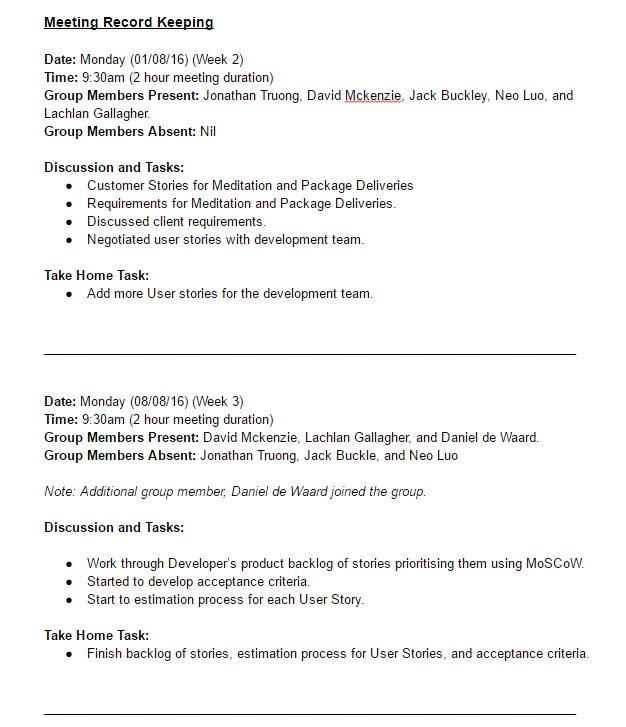 Meeting Record Keeping
Date: Monday (01/08/16) (Week 2)
Time: 9:30am (2 hour meeting duration)
Group Members Present: Jonathan Truong, David Mckenzie, Jack Buckley, Neo Luo, and
Lachlan Gallagher.
Group Members Absent: Nil
Discussion and Tasks:
● Customer Stories for Meditation and Package Deliveries
● Requirements for Meditation and Package Deliveries.
● Discussed client requirements.
● Negotiated user stories with development team.
Take Home Task:
● Add more User stories for the development team.
Date: Monday (08/08/16) (Week 3)
Time: 9:30am (2 hour meeting duration)
Group Members Present: David Mckenzie, Lachlan Gallagher, and Daniel de Waard.
Group Members Absent: Jonathan Truong, Jack Buckle, and Neo Luo
Note: Additional group member, Daniel de Waard joined the group.
Discussion and Tasks:
● Work through Developer's product backlog of stories prioritising them using MoSCoW.
● Started to develop acceptance criteria.
● Start to estimation process for each User Story.
Take Home Task:
● Finish backlog of stories, estimation process for User Stories, and acceptance criteria.